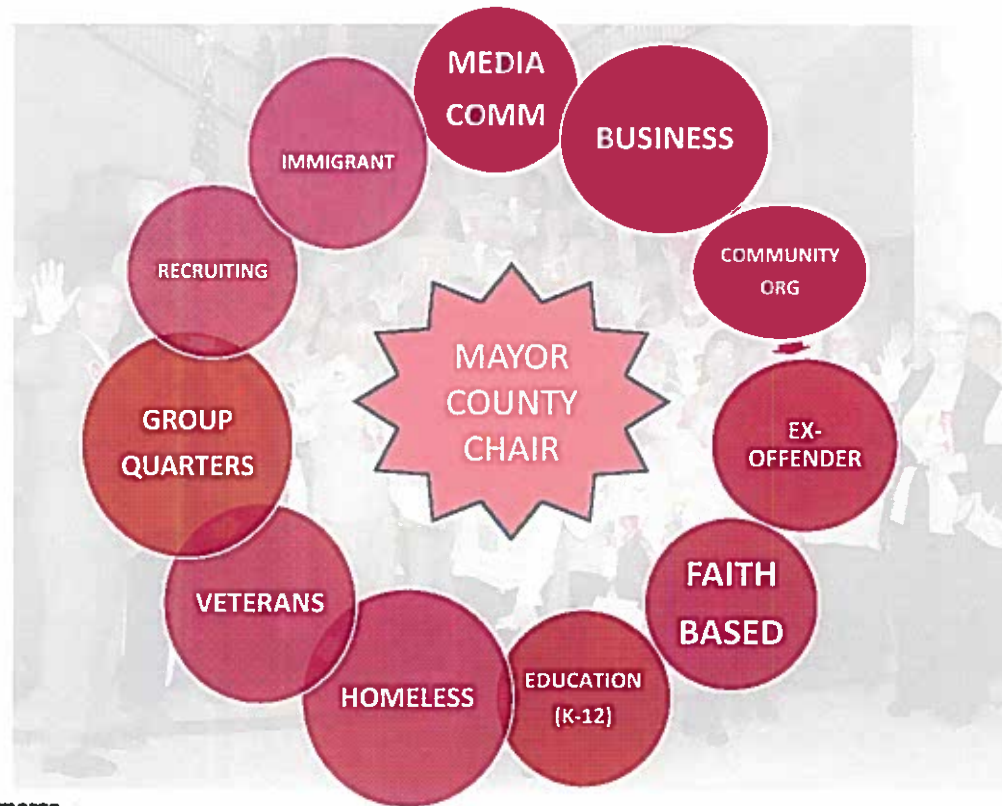 MEDIA
COMM
BUSINESS
COMMUNITY
ORG
EX-
OFFENDER
FAITH
BASED
EDUCATION
(K-12)
HOMELESS
VETERANS
GROUP
QUARTERS
RECRUITING
IMMIGRANT
MAYOR
COUNTY
CHAIR